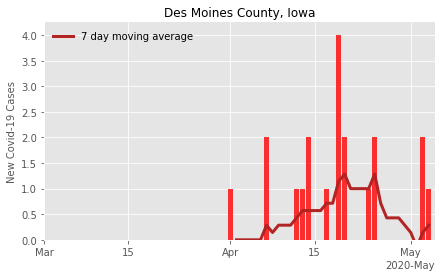 Des Moines County, Iowa
7 day moving average
New Covid-19 Cases
4.0
3.5
3.0
2.5
2.0
1.5
1.0
0.5
0.0
Mar 15 Apr 15 May
2020-May